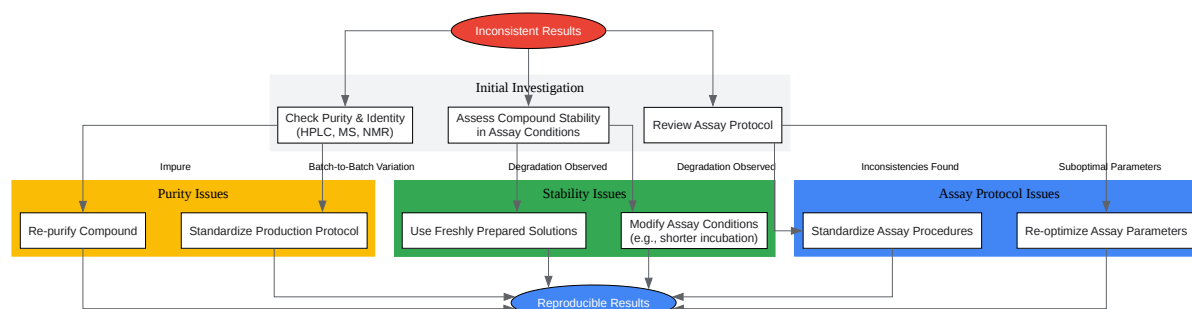 Inconsistent Results
Initial Investigation
Check Purity & Identity
(HPLC, MS, NMR)
Assess Compound Stability
in Assay Conditions
Review Assay Protocol
Impure
Batch-to-Batch Variation
Degradation Observed
Degradation Observed
Inconsistencies Found
Suboptimal Parameters
Purity Issues
Stability Issues
Assay Protocol Issues
Re-purify Compound
Standardize Production Protocol
Use Freshly Prepared Solutions
Modify Assay Conditions
(e.g., shorter incubation)
Standardize Assay Procedures
Re-optimize Assay Parameters
Reproducible Results